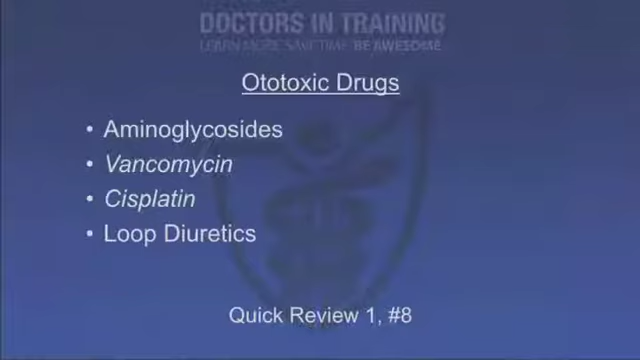 DOCTORS IN TRAINING
LEARN MORE. SAVE TIME. BE AWESOME.
Ototoxic Drugs
• Aminoglycosides
• Vancomycin
• Cisplatin
• Loop Diuretics
Quick Review 1, #8